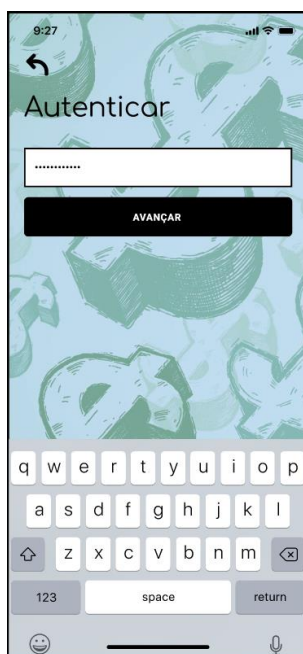 9:27
Autenticar
••••••••••••
AVANÇAR
q w e r t y u i o p
a s d f g h j k l
z x c v b n m
123 space return